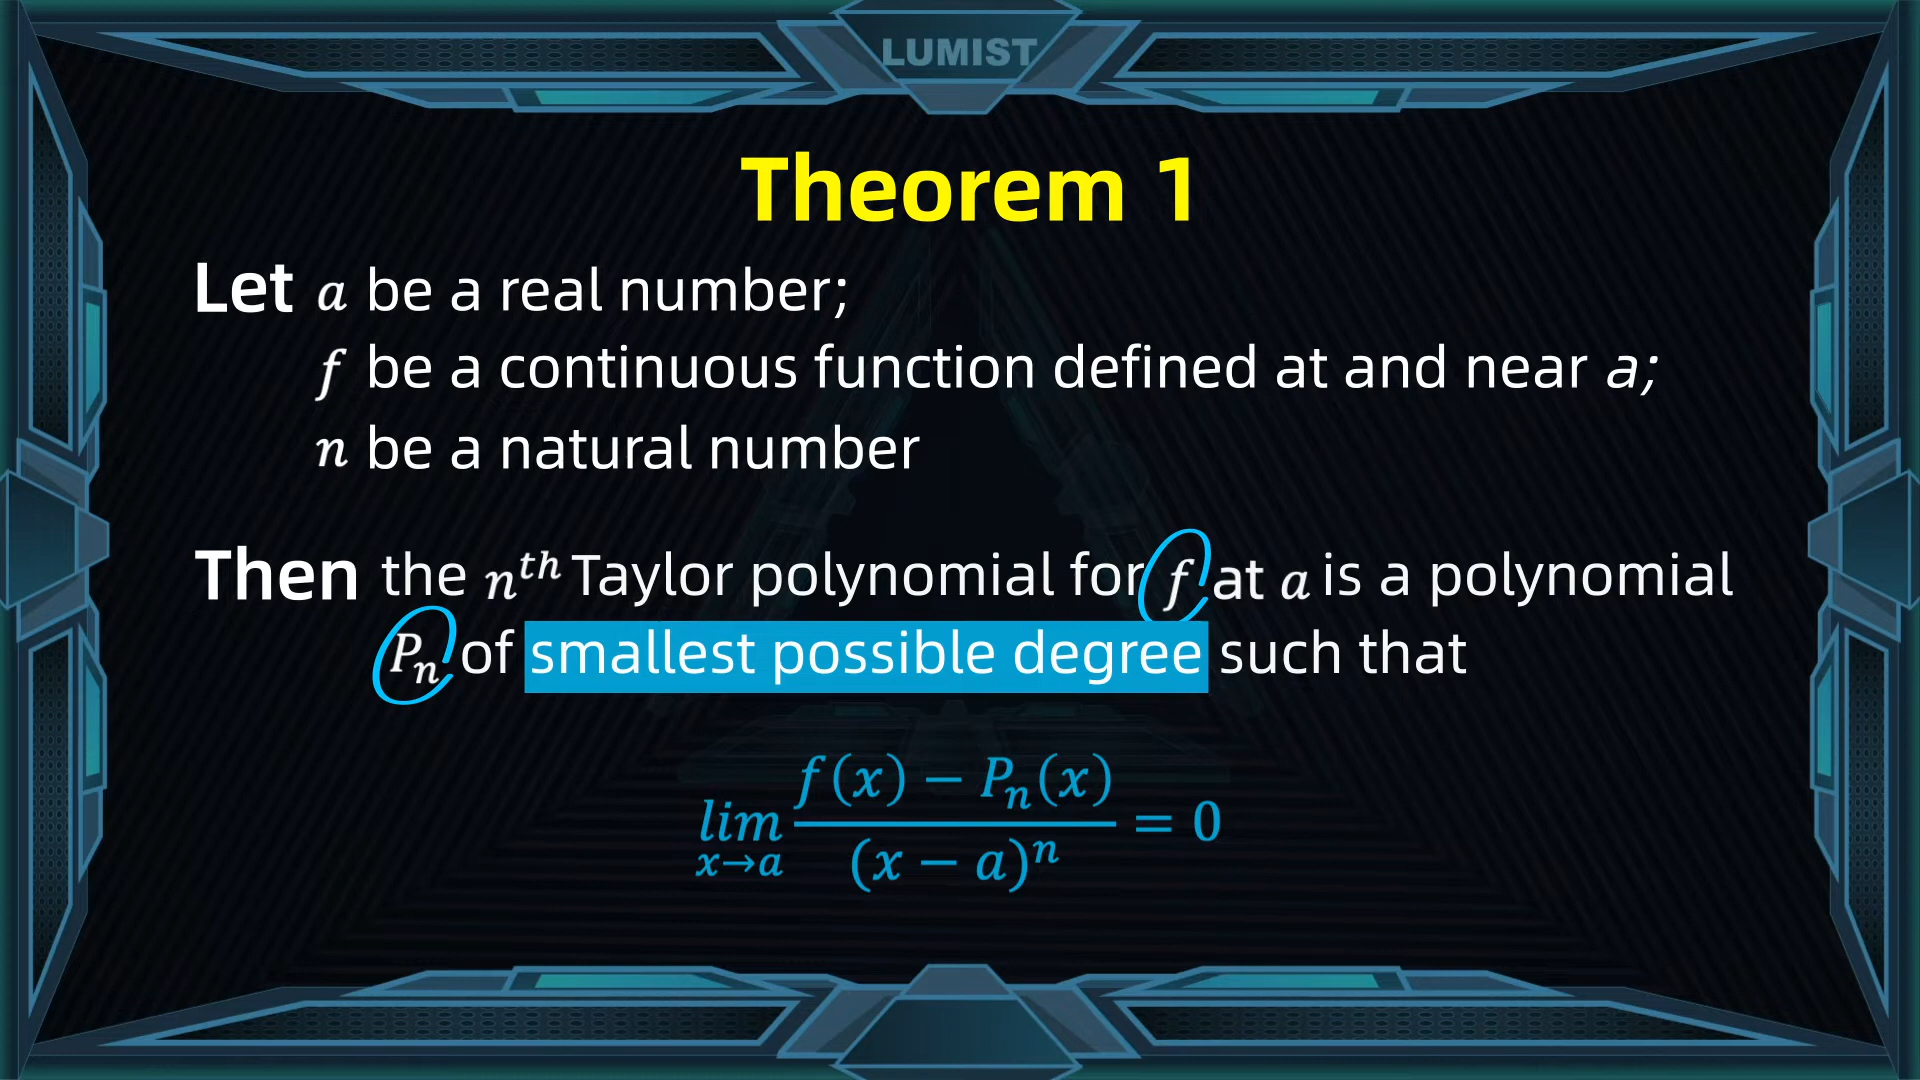 LUMIST
Theorem 1
Let a be a real number;
f be a continuous function defined at and near a;
n be a natural number
Then the nᵗʰ Taylor polynomial for f at a is a polynomial
Pₙ of smallest possible degree such that
lim x→a (f(x) − Pₙ(x)) / (x − a)ⁿ = 0